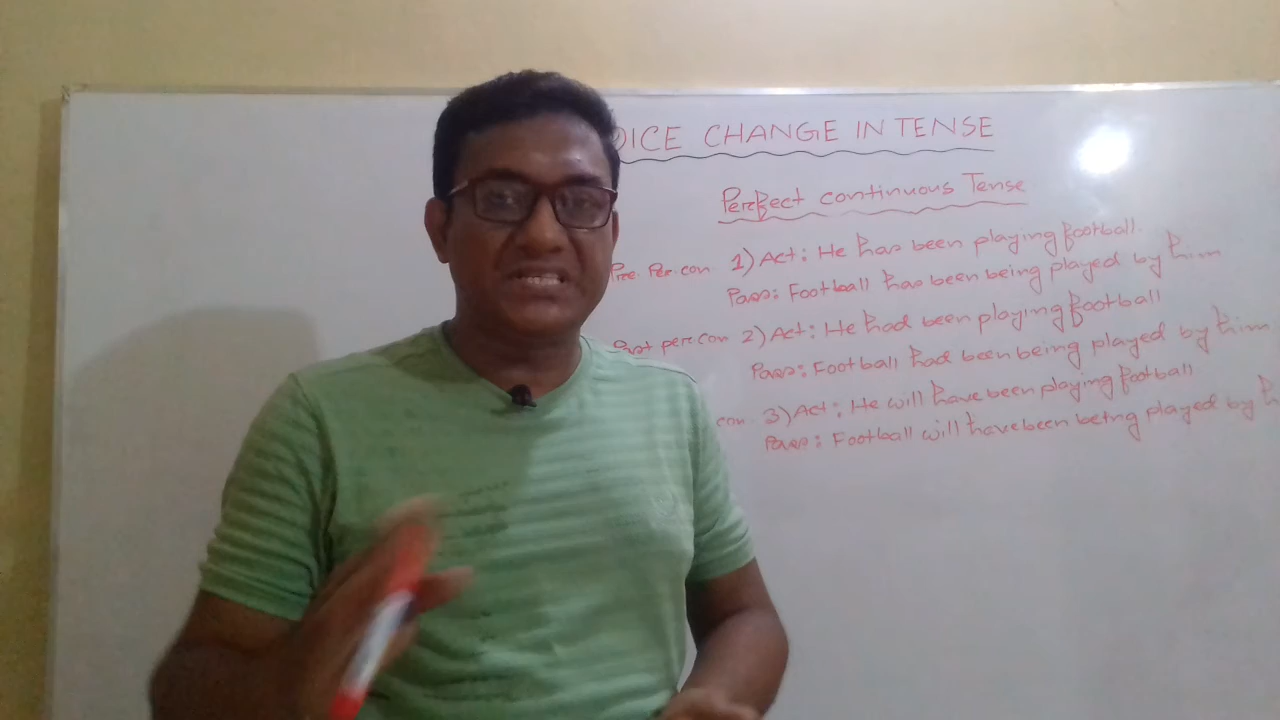 OICE CHANGE IN TENSE
Perfect continuous Tense
Pre. Per. con. 1) Act: He has been playing football.
Pass: Football has been being played by him
Past per. con 2) Act: He had been playing football
Pass: Football had been being played by him
con. 3) Act: He will have been playing football
Pass: Football will have been being played by h